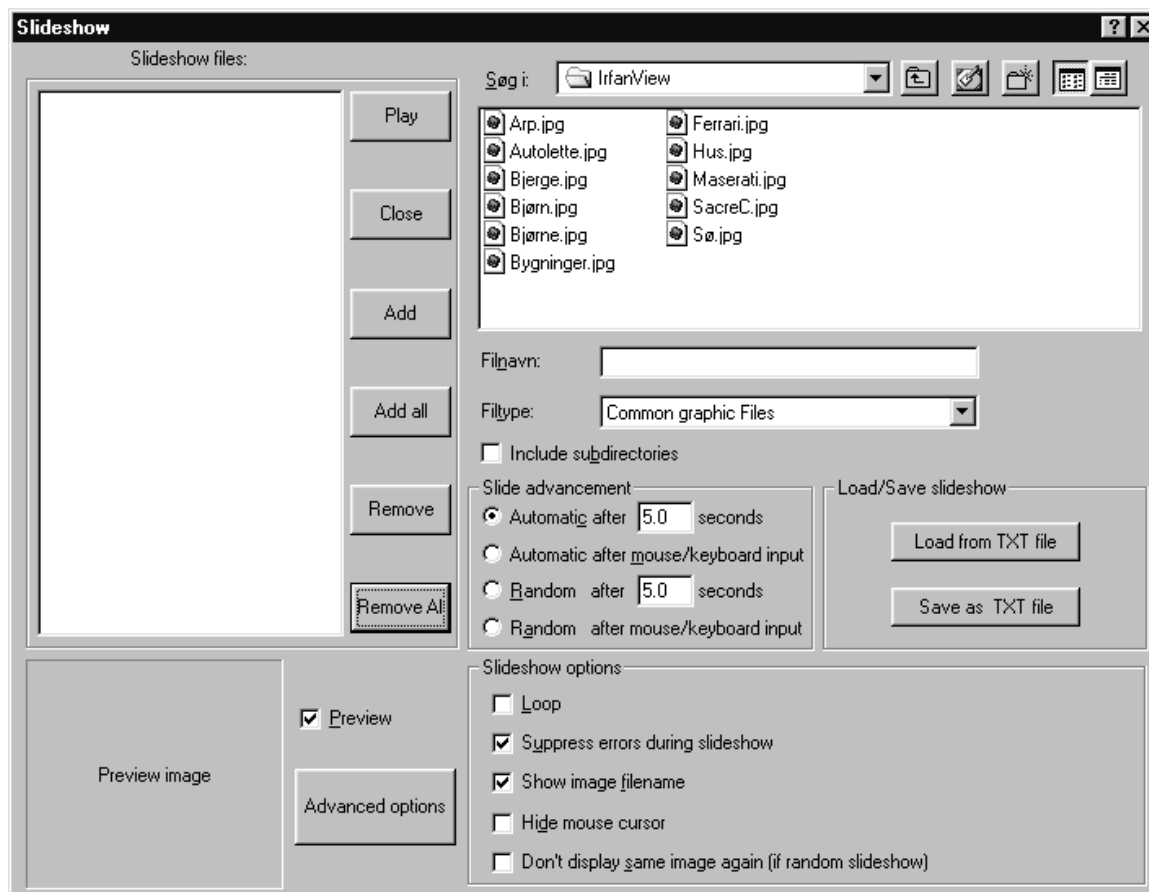 Slideshow
Slideshow files:
Play
Close
Add
Add all
Remove
Remove Al
Søg i:
IrfanView
Arp.jpg
Autolette.jpg
Bjerge.jpg
Bjørn.jpg
Bjørne.jpg
Bygninger.jpg
Ferrari.jpg
Hus.jpg
Maserati.jpg
SacreC.jpg
Sø.jpg
Filnavn:
Filtype: Common graphic Files
Include subdirectories
Slide advancement
Automatic after 5.0 seconds
Automatic after mouse/keyboard input
Random after 5.0 seconds
Random after mouse/keyboard input
Load/Save slideshow
Load from TXT file
Save as TXT file
Preview image
Preview
Advanced options
Slideshow options
Loop
Suppress errors during slideshow
Show image filename
Hide mouse cursor
Don't display same image again (if random slideshow)